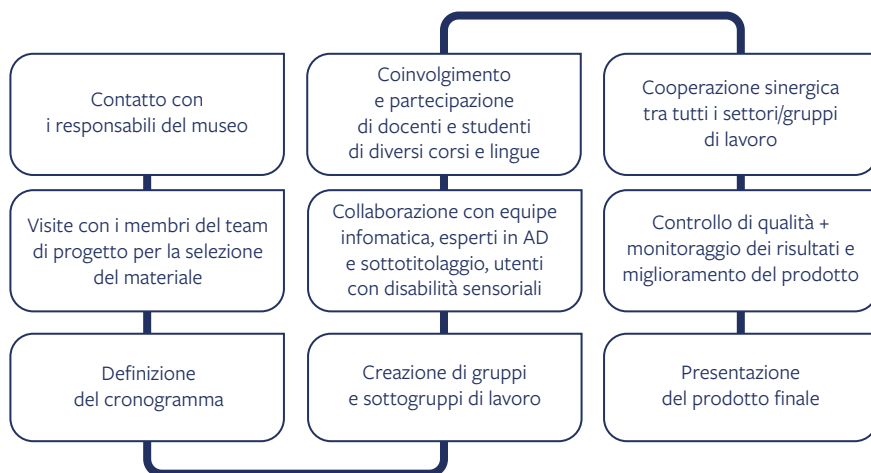 Contatto con
i responsabili del museo
Visite con i membri del team
di progetto per la selezione
del materiale
Definizione
del cronogramma
Creazione di gruppi
e sottogruppi di lavoro
Collaborazione con equipe
infomatica, esperti in AD
e sottotitolaggio, utenti
con disabilità sensoriali
Coinvolgimento
e partecipazione
di docenti e studenti
di diversi corsi e lingue
Cooperazione sinergica
tra tutti i settori/gruppi
di lavoro
Controllo di qualità +
monitoraggio dei risultati e
miglioramento del prodotto
Presentazione
del prodotto finale